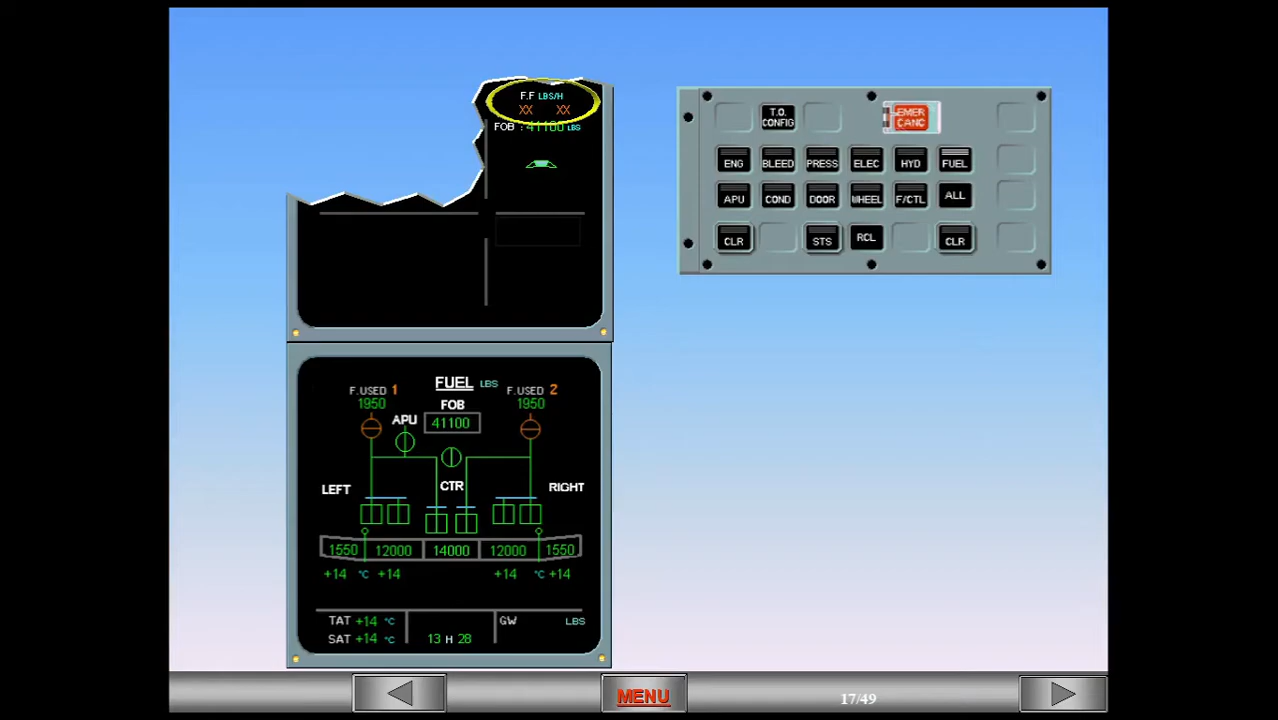 F.F LBS/H
XX XX
FOB : 41100 LBS
T.O.
CONFIG
EMER
CANC
ENG BLEED PRESS ELEC HYD FUEL
APU COND DOOR WHEEL F/CTL ALL
CLR STS RCL CLR
F.USED 1 FUEL LBS F.USED 2
1950 FOB 1950
APU 41100
LEFT CTR RIGHT
1550 12000 14000 12000 1550
+14 °C +14 +14 °C +14
TAT +14 °C GW LBS
SAT +14 °C 13 H 28
MENU 17/49